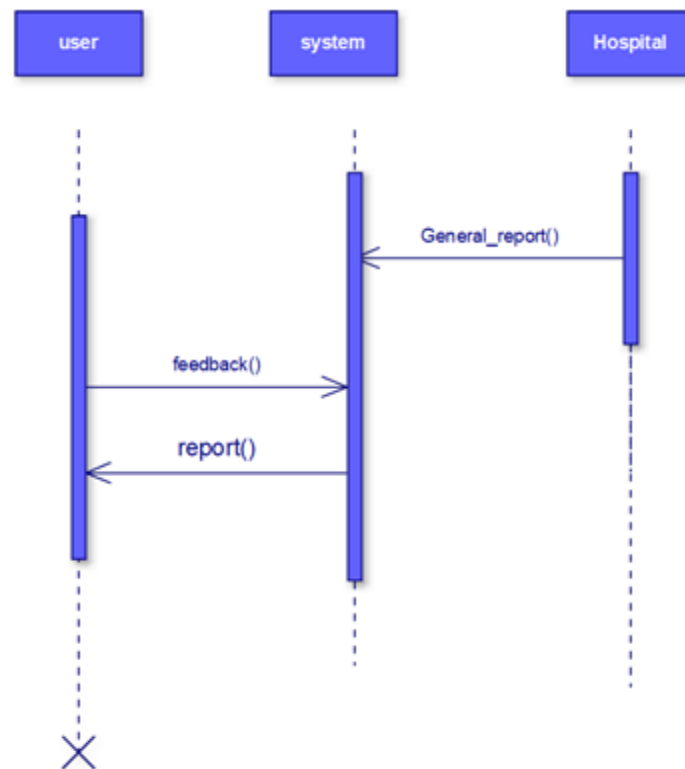 user
system
Hospital
General_report()
feedback()
report()